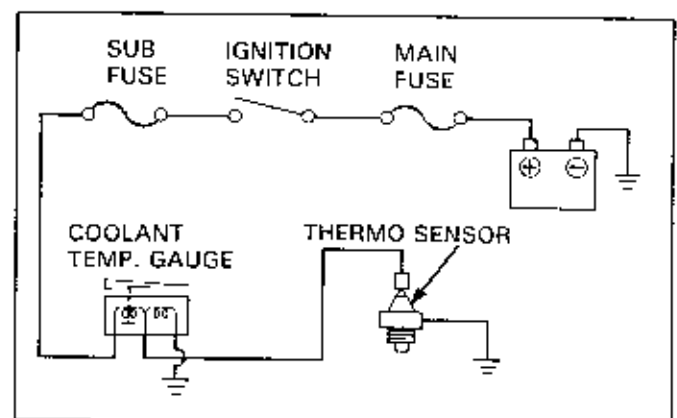 SUB
FUSE
IGNITION
SWITCH
MAIN
FUSE
+ −
COOLANT
TEMP. GAUGE
THERMO SENSOR